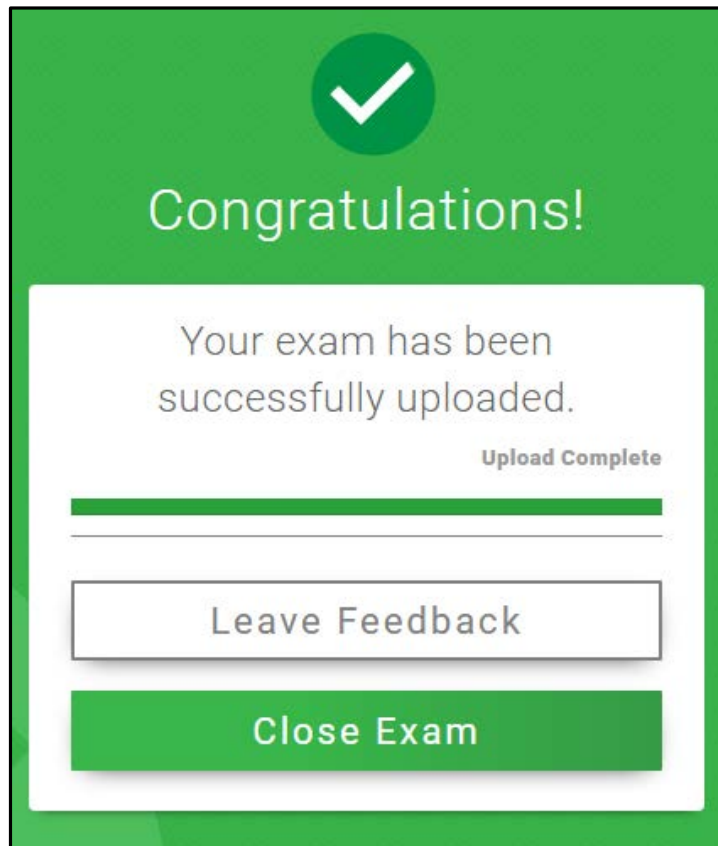 Congratulations!
Your exam has been
successfully uploaded.
Upload Complete
Leave Feedback
Close Exam